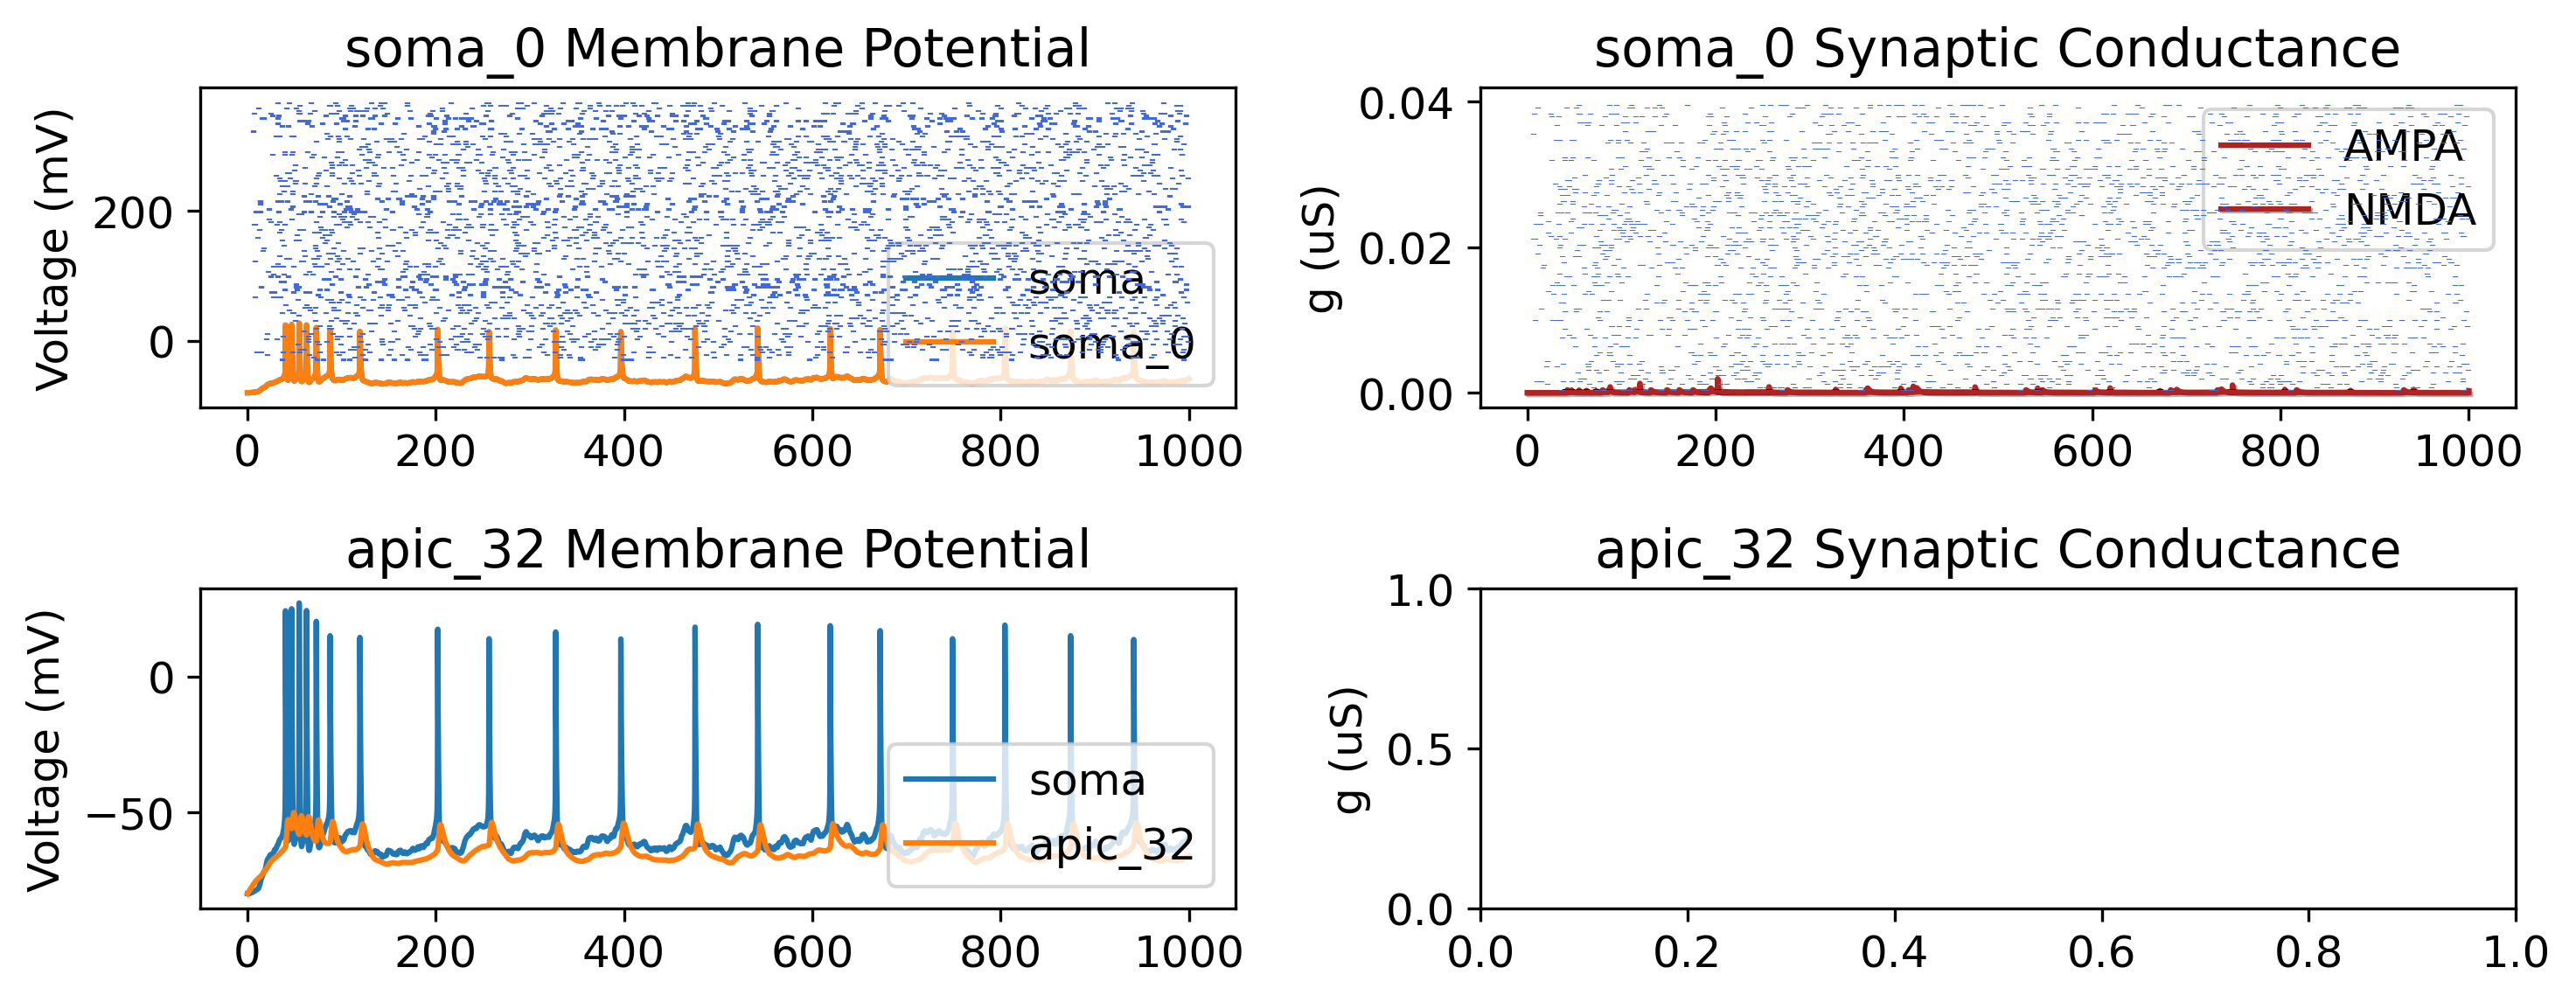 soma_0 Membrane Potential
Voltage (mV)
200
0
soma
soma_0
0 200 400 600 800 1000
soma_0 Synaptic Conductance
g (uS)
0.04
0.02
0.00
AMPA
NMDA
0 200 400 600 800 1000
apic_32 Membrane Potential
Voltage (mV)
0
−50
soma
apic_32
0 200 400 600 800 1000
apic_32 Synaptic Conductance
g (uS)
1.0
0.5
0.0
0.0 0.2 0.4 0.6 0.8 1.0